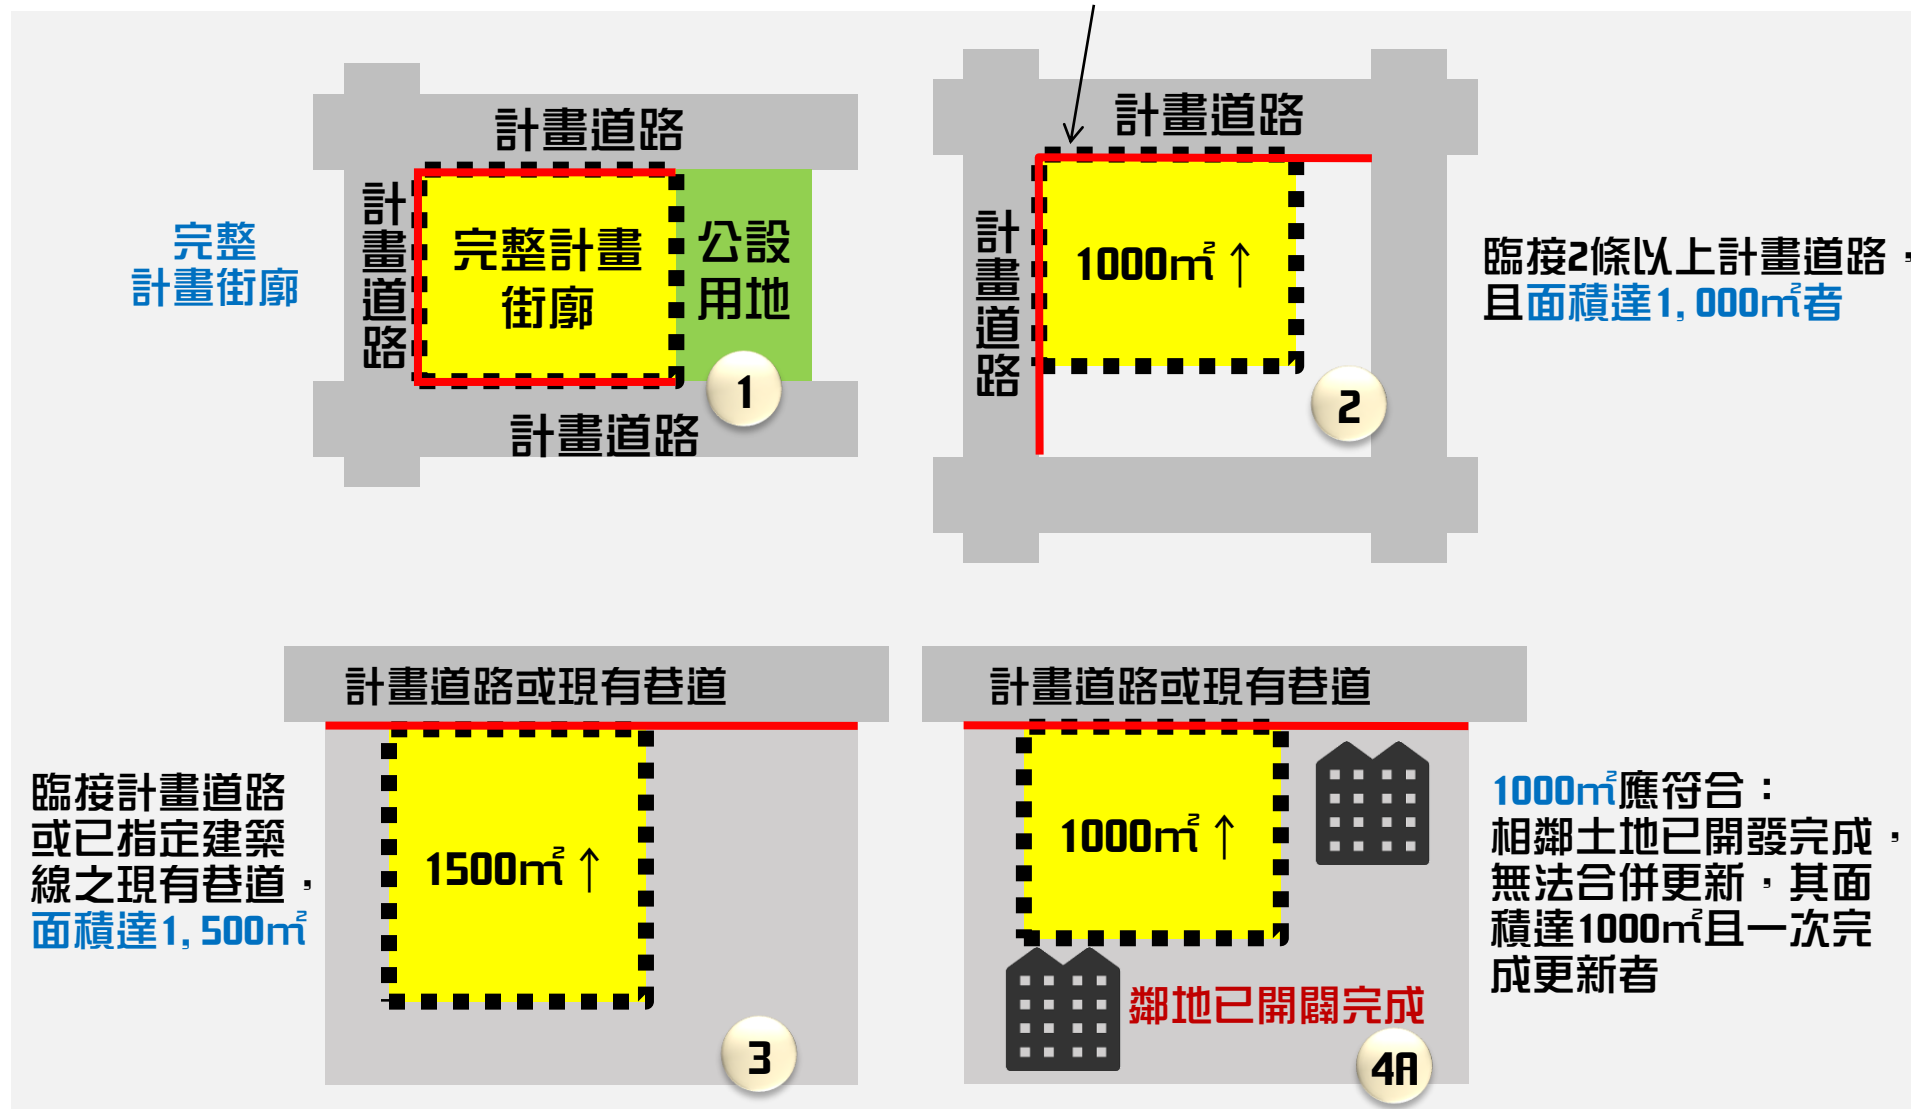 計畫道路
計畫道路
完整
計畫街廓
完整計畫
街廓
公設
用地
1
計畫道路
計畫道路
計畫道路
1000㎡↑
臨接2條以上計畫道路，
且面積達1,000㎡者
2
計畫道路或現有巷道
臨接計畫道路
或已指定建築
線之現有巷道，
面積達1,500㎡
1500㎡↑
3
計畫道路或現有巷道
1000㎡↑
1000㎡應符合：
相鄰土地已開發完成，
無法合併更新，其面
積達1000㎡且一次完
成更新者
鄰地已開闢完成
4A